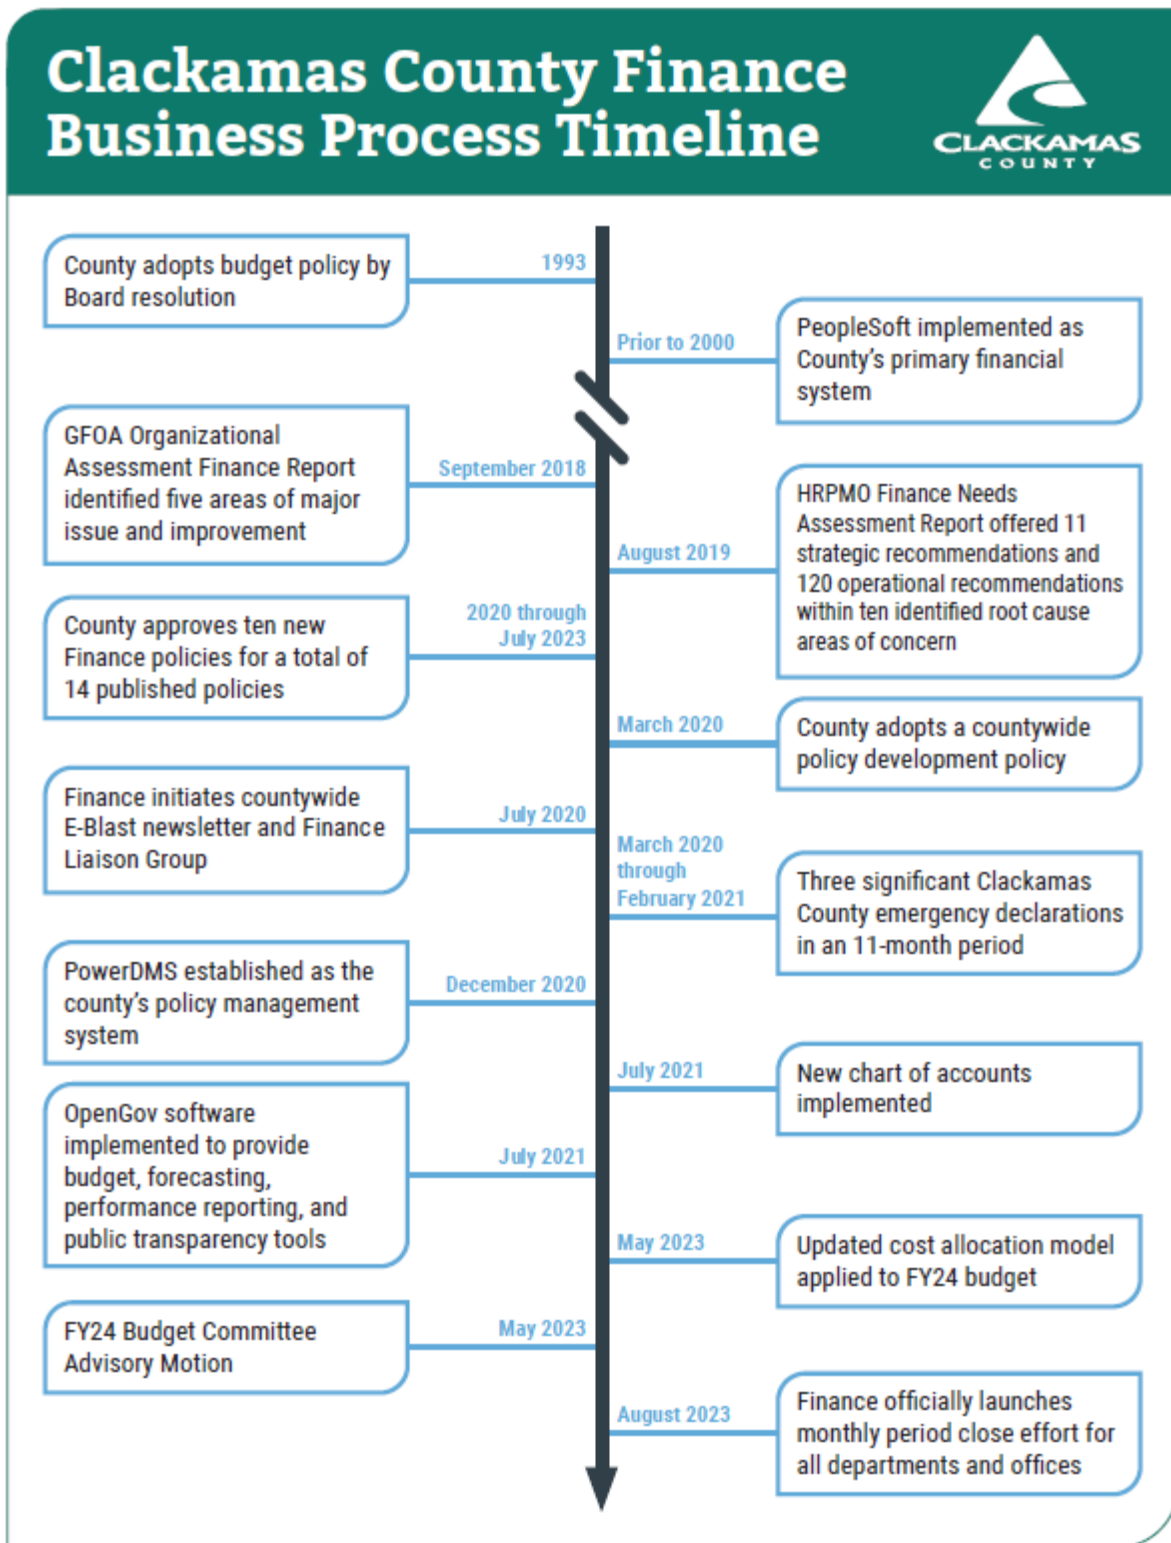 Clackamas County Finance
Business Process Timeline
CLACKAMAS
COUNTY
1993
County adopts budget policy by
Board resolution
Prior to 2000
PeopleSoft implemented as
County's primary financial
system
September 2018
GFOA Organizational
Assessment Finance Report
identified five areas of major
issue and improvement
August 2019
HRPMO Finance Needs
Assessment Report offered 11
strategic recommendations and
120 operational recommendations
within ten identified root cause
areas of concern
2020 through
July 2023
County approves ten new
Finance policies for a total of
14 published policies
March 2020
County adopts a countywide
policy development policy
July 2020
Finance initiates countywide
E-Blast newsletter and Finance
Liaison Group
March 2020
through
February 2021
Three significant Clackamas
County emergency declarations
in an 11-month period
December 2020
PowerDMS established as the
county's policy management
system
July 2021
New chart of accounts
implemented
July 2021
OpenGov software
implemented to provide
budget, forecasting,
performance reporting, and
public transparency tools
May 2023
Updated cost allocation model
applied to FY24 budget
May 2023
FY24 Budget Committee
Advisory Motion
August 2023
Finance officially launches
monthly period close effort for
all departments and offices